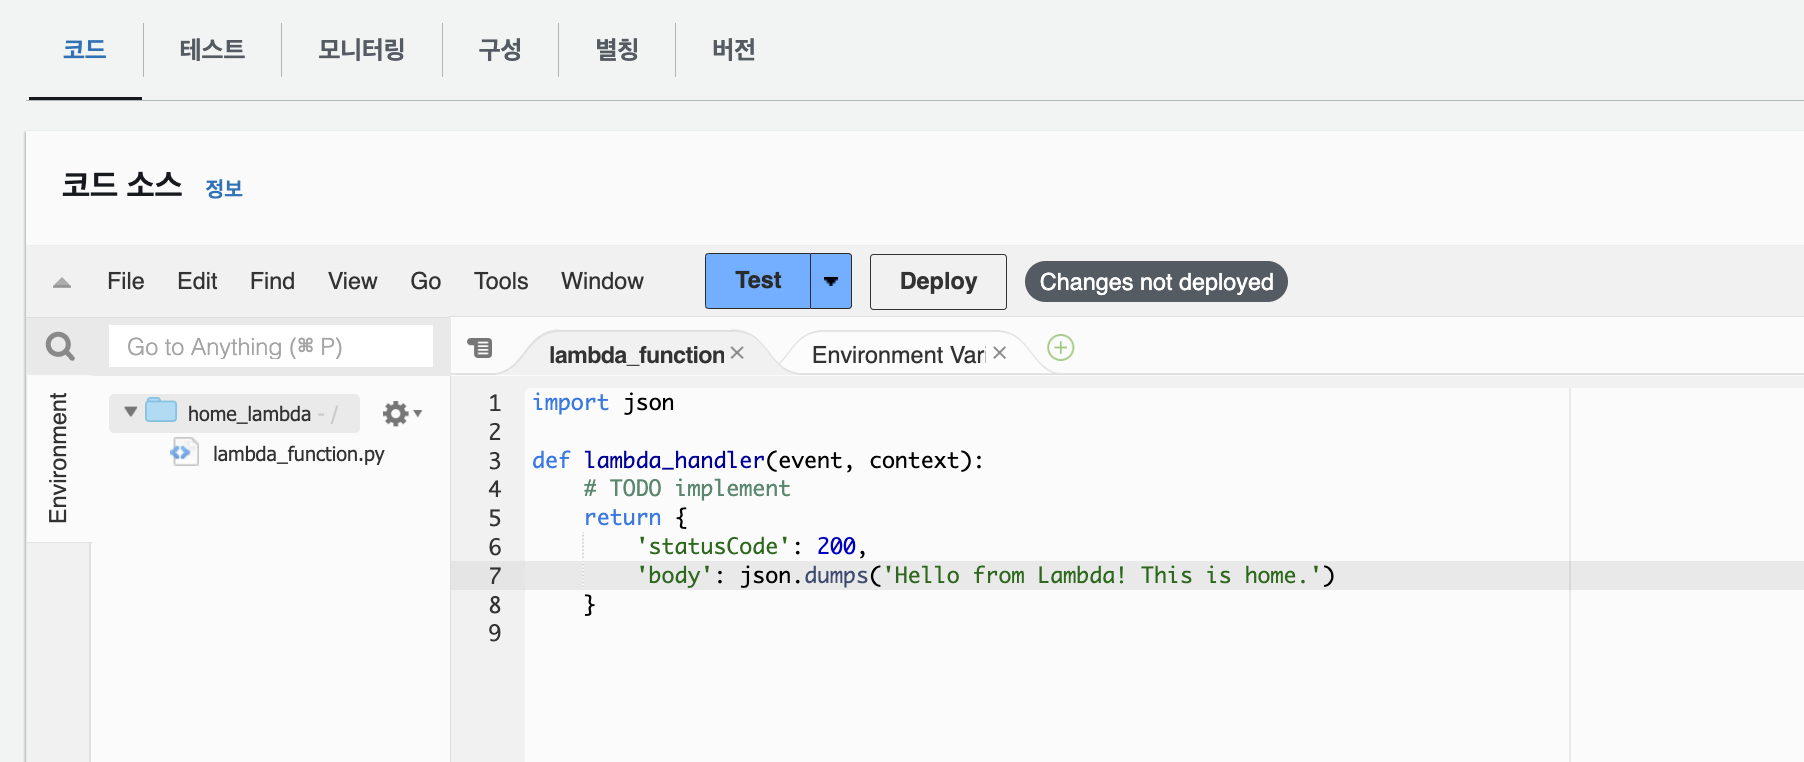 코드 테스트 모니터링 구성 별칭 버전
코드 소스 정보
File Edit Find View Go Tools Window Test Deploy Changes not deployed
Go to Anything (⌘ P)
lambda_function × Environment Vari ×
Environment
home_lambda - /
lambda_function.py
1 import json
2
3 def lambda_handler(event, context):
4     # TODO implement
5     return {
6         'statusCode': 200,
7         'body': json.dumps('Hello from Lambda! This is home.')
8     }
9